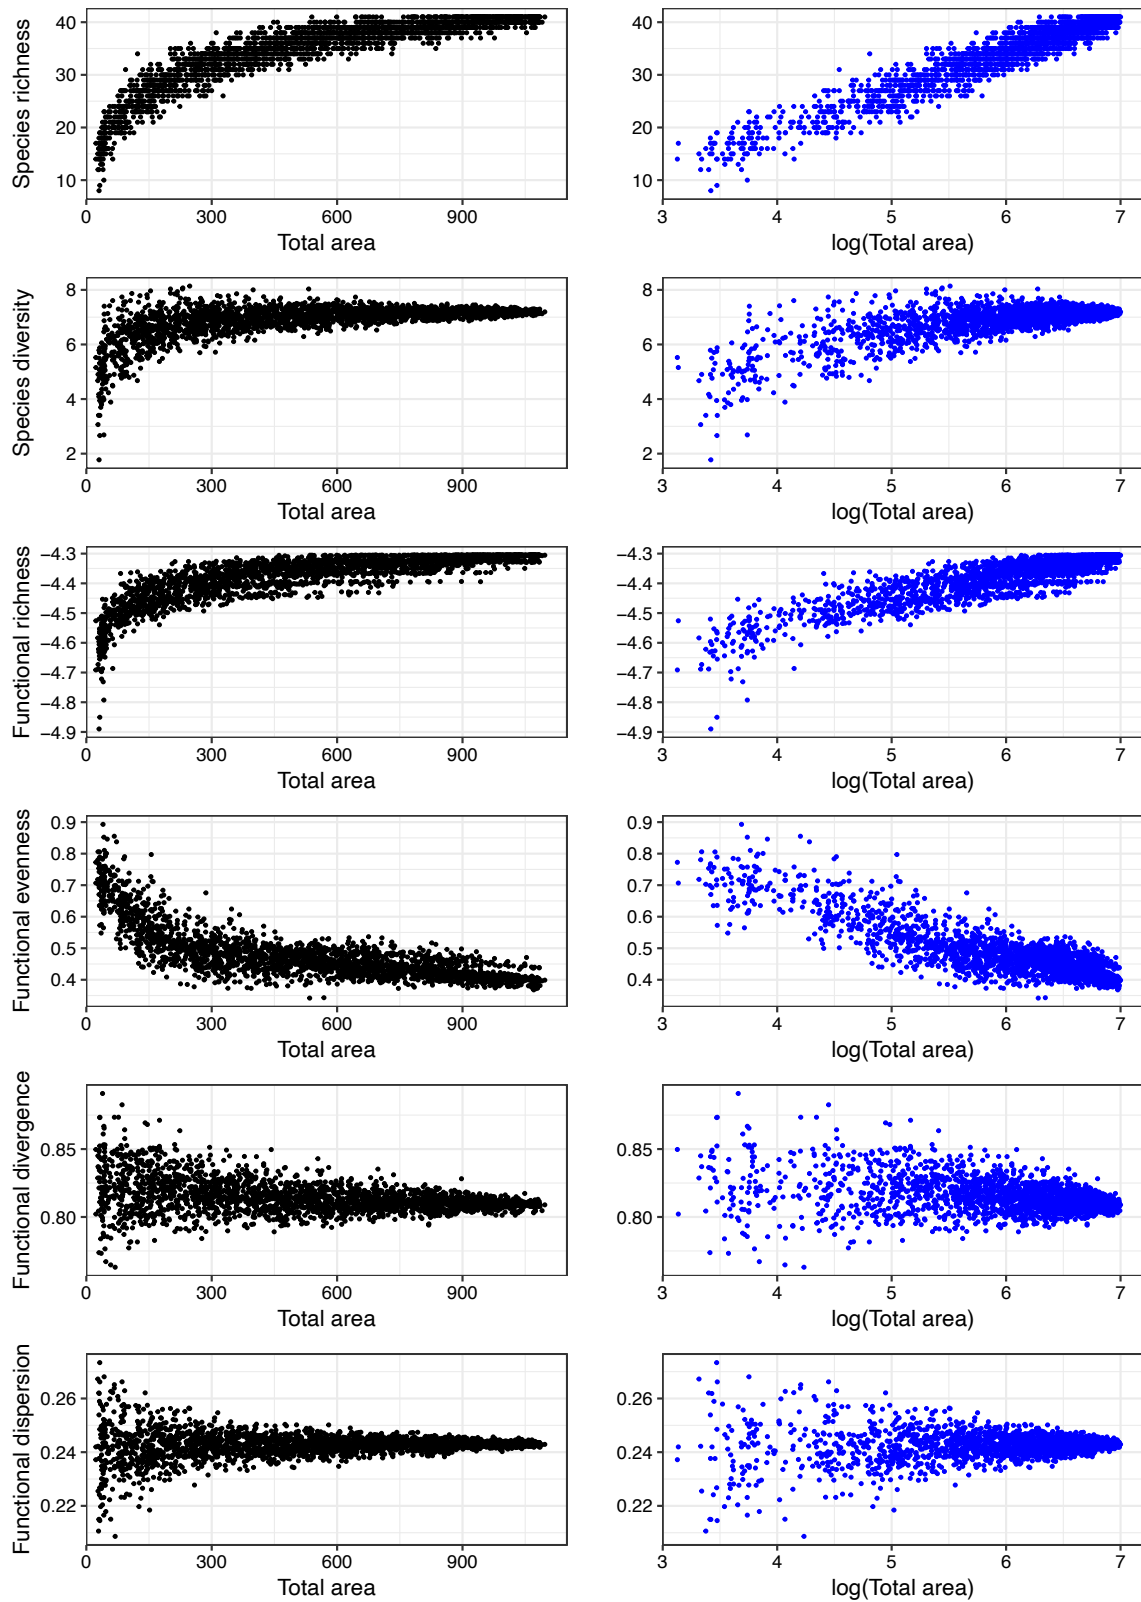 Species richness
40
30
20
10
0 300 600 900
Total area
40
30
20
10
3 4 5 6 7
log(Total area)
Species diversity
8
6
4
2
0 300 600 900
Total area
8
6
4
2
3 4 5 6 7
log(Total area)
Functional richness
−4.3
−4.4
−4.5
−4.6
−4.7
−4.8
−4.9
0 300 600 900
Total area
−4.3
−4.4
−4.5
−4.6
−4.7
−4.8
−4.9
3 4 5 6 7
log(Total area)
Functional evenness
0.9
0.8
0.7
0.6
0.5
0.4
0 300 600 900
Total area
0.9
0.8
0.7
0.6
0.5
0.4
3 4 5 6 7
log(Total area)
Functional divergence
0.85
0.80
0 300 600 900
Total area
0.85
0.80
3 4 5 6 7
log(Total area)
Functional dispersion
0.26
0.24
0.22
0 300 600 900
Total area
0.26
0.24
0.22
3 4 5 6 7
log(Total area)